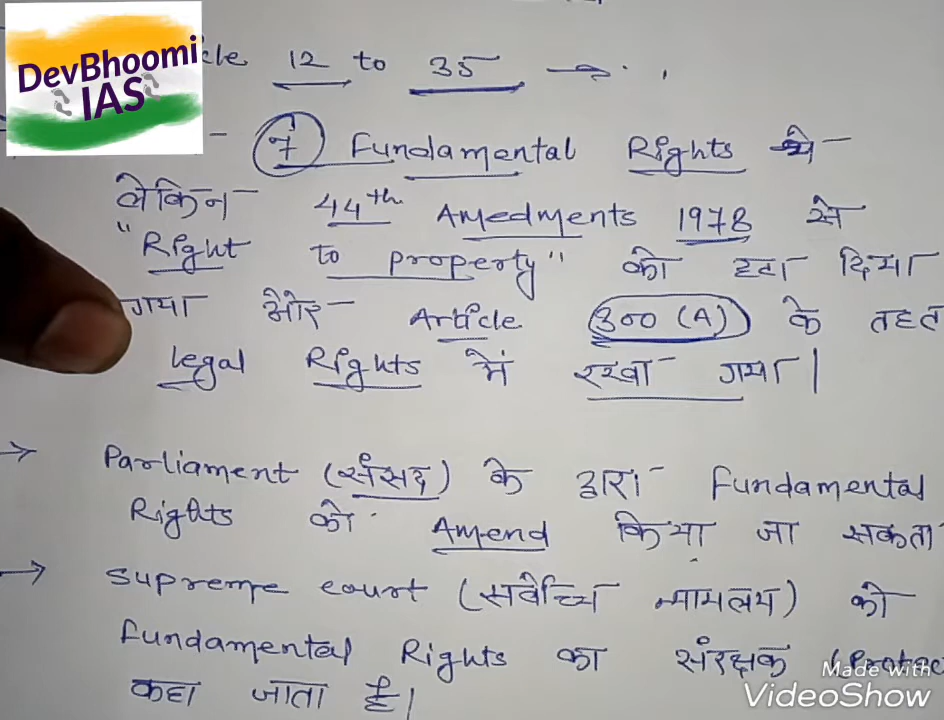 DevBhoomi
IAS
cle 12 to 35
7 Fundamental Rights थे
लेकिन 44th Amedments 1978 से
"Right to property" को हटा दिया
गया और Article 300 (A) के तहत
legal Rights में रखा गया |
→ Parliament (संसद) के द्वारा Fundamental
Rights को Amend किया जा सकता
→ Supreme court (सर्वोच्य न्यायलय) को
Fundamental Rights का संरक्षक (Protec
कहा जाता है |
Made with
VideoShow